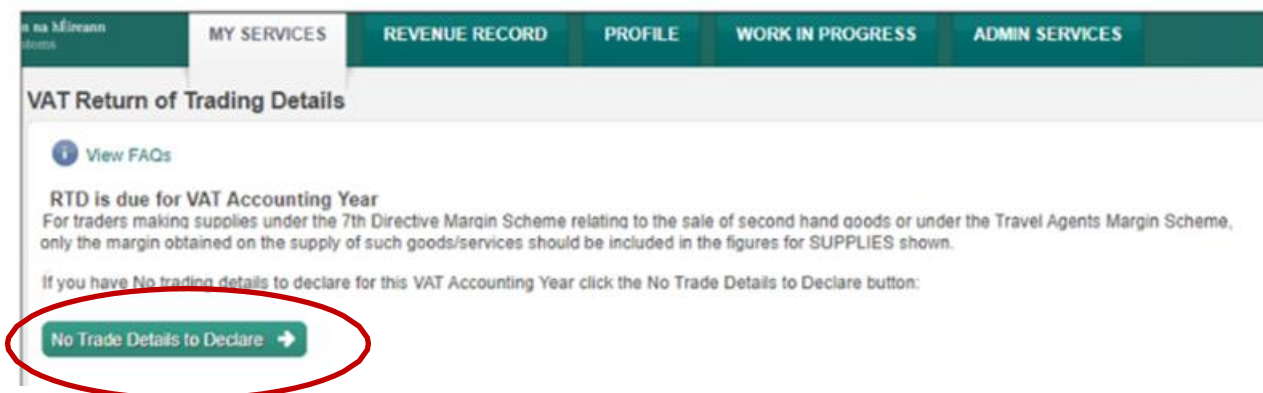 na hÉireann
MY SERVICES
REVENUE RECORD
PROFILE
WORK IN PROGRESS
ADMIN SERVICES
VAT Return of Trading Details
i View FAQs
RTD is due for VAT Accounting Year
For traders making supplies under the 7th Directive Margin Scheme relating to the sale of second hand goods or under the Travel Agents Margin Scheme,
only the margin obtained on the supply of such goods/services should be included in the figures for SUPPLIES shown.
If you have No trading details to declare for this VAT Accounting Year click the No Trade Details to Declare button:
No Trade Details to Declare